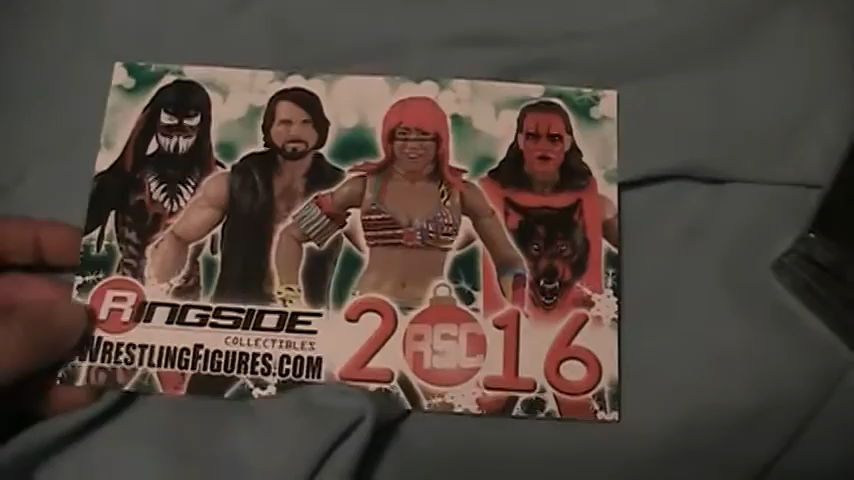 RINGSIDE
COLLECTIBLES
WRESTLINGFIGURES.COM
2016
RSC